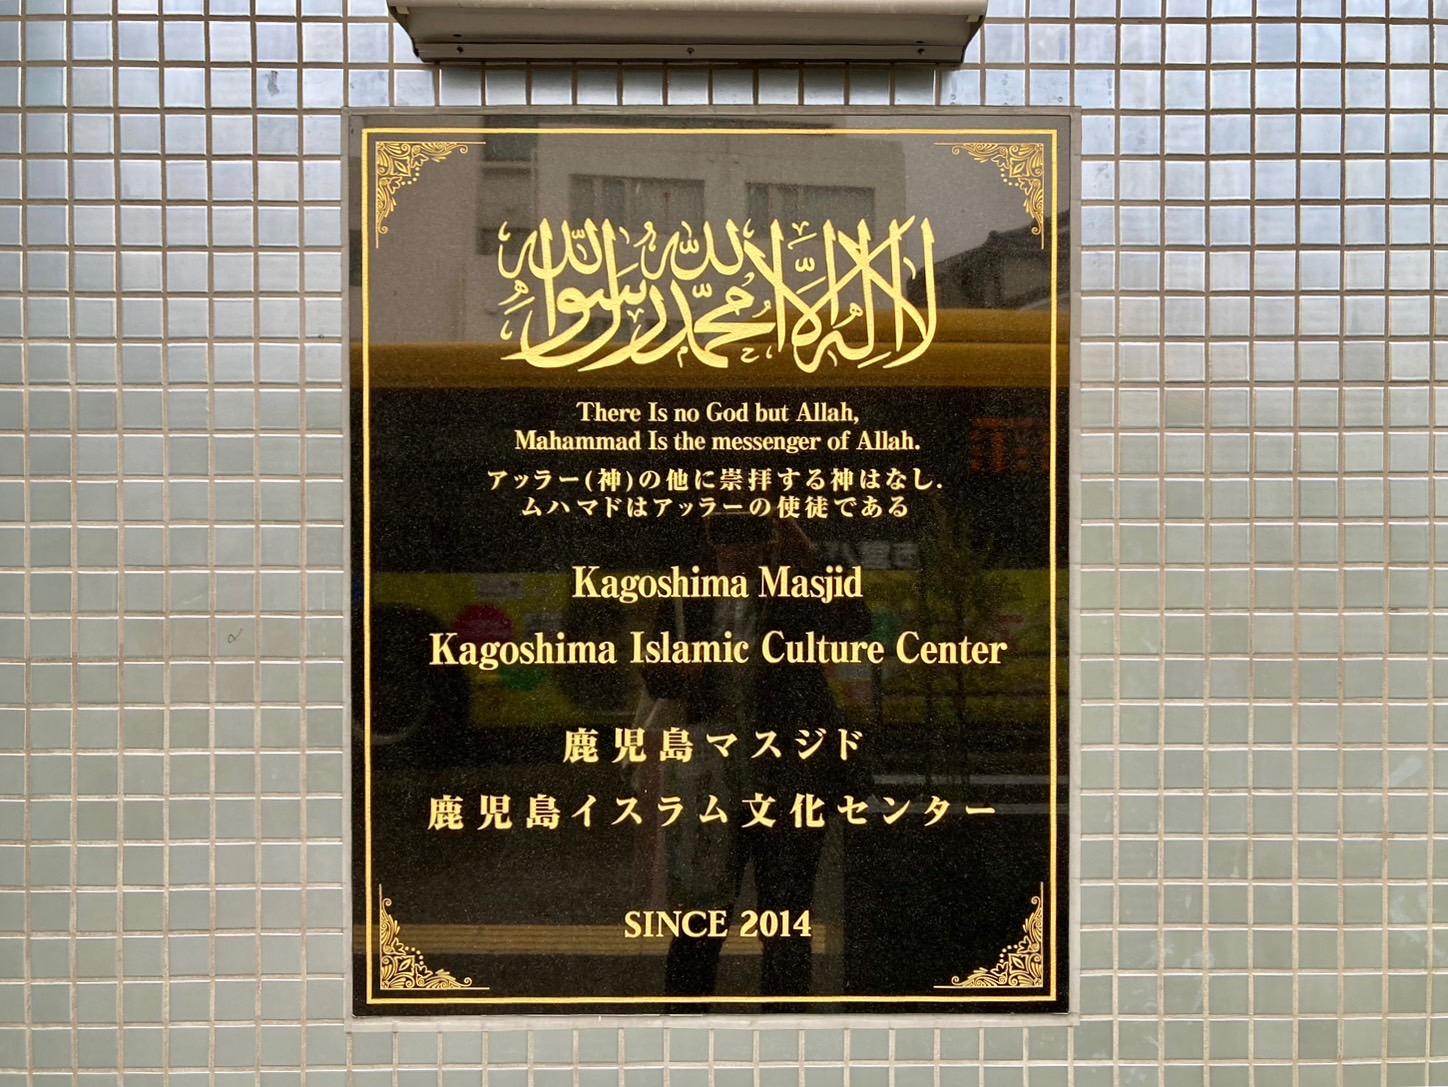 لا اله الا الله محمد رسول الله
There Is no God but Allah,
Mahammad Is the messenger of Allah.
アッラー(神)の他に崇拝する神はなし.
ムハマドはアッラーの使徒である
Kagoshima Masjid
Kagoshima Islamic Culture Center
鹿児島マスジド
鹿児島イスラム文化センター
SINCE 2014